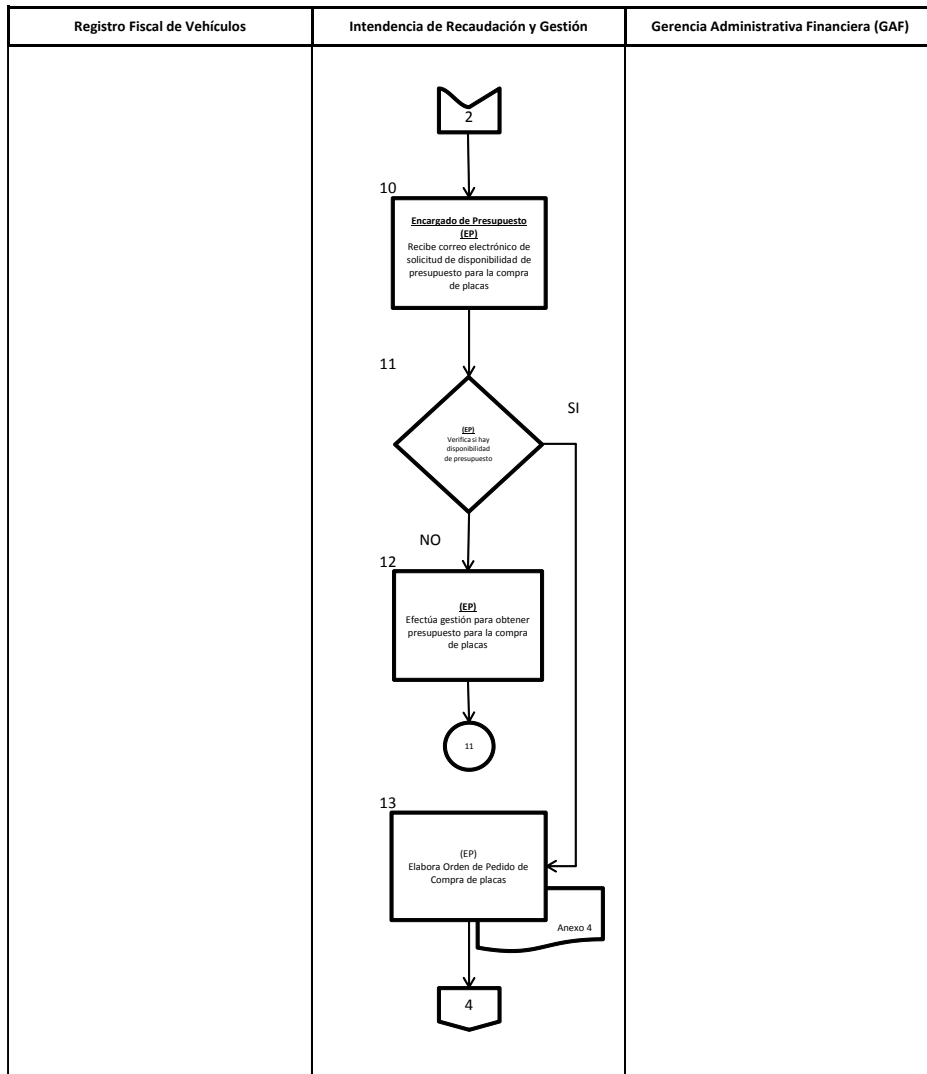 Registro Fiscal de Vehículos
Intendencia de Recaudación y Gestión
Gerencia Administrativa Financiera (GAF)
2
10
Encargado de Presupuesto
(EP)
Recibe correo electrónico de
solicitud de disponibilidad de
presupuesto para la compra
de placas
11
SI
(EP)
Verifica si hay
disponibilidad
de presupuesto
NO
12
(EP)
Efectúa gestión para obtener
presupuesto para la compra
de placas
11
13
(EP)
Elabora Orden de Pedido de
Compra de placas
Anexo 4
4